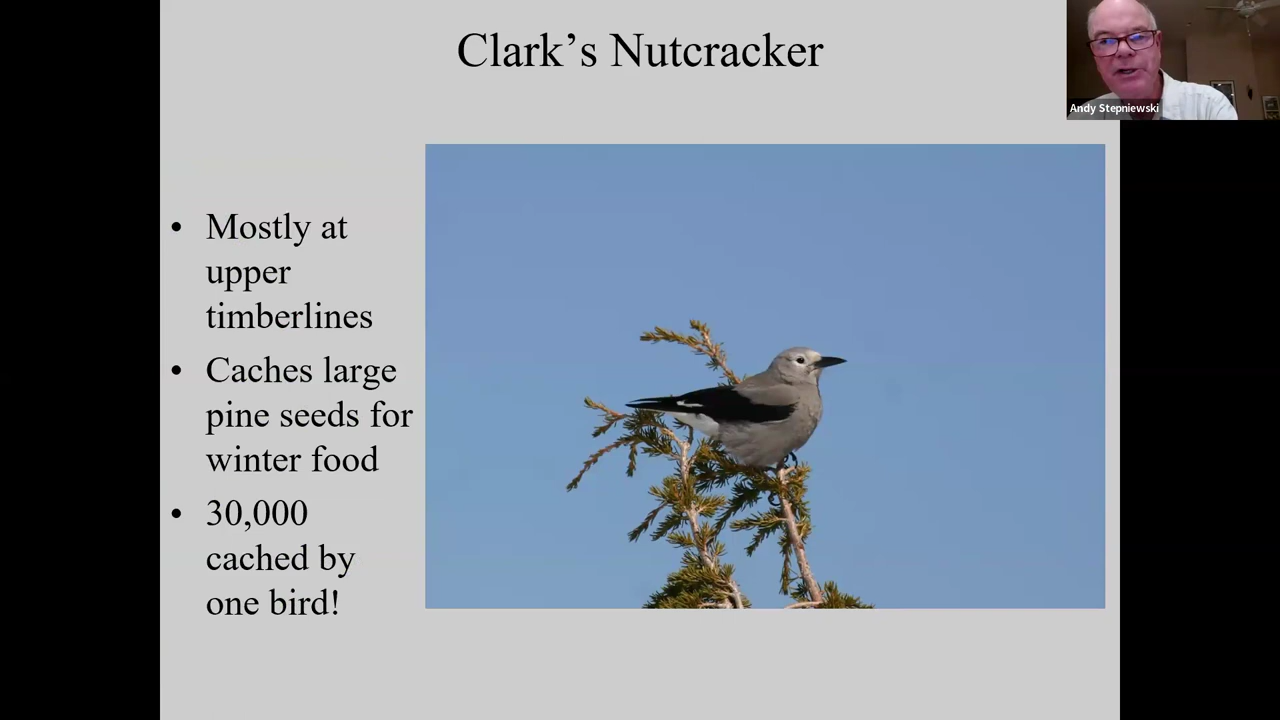 Clark's Nutcracker
Andy Stepniewski
• Mostly at
upper
timberlines
• Caches large
pine seeds for
winter food
• 30,000
cached by
one bird!